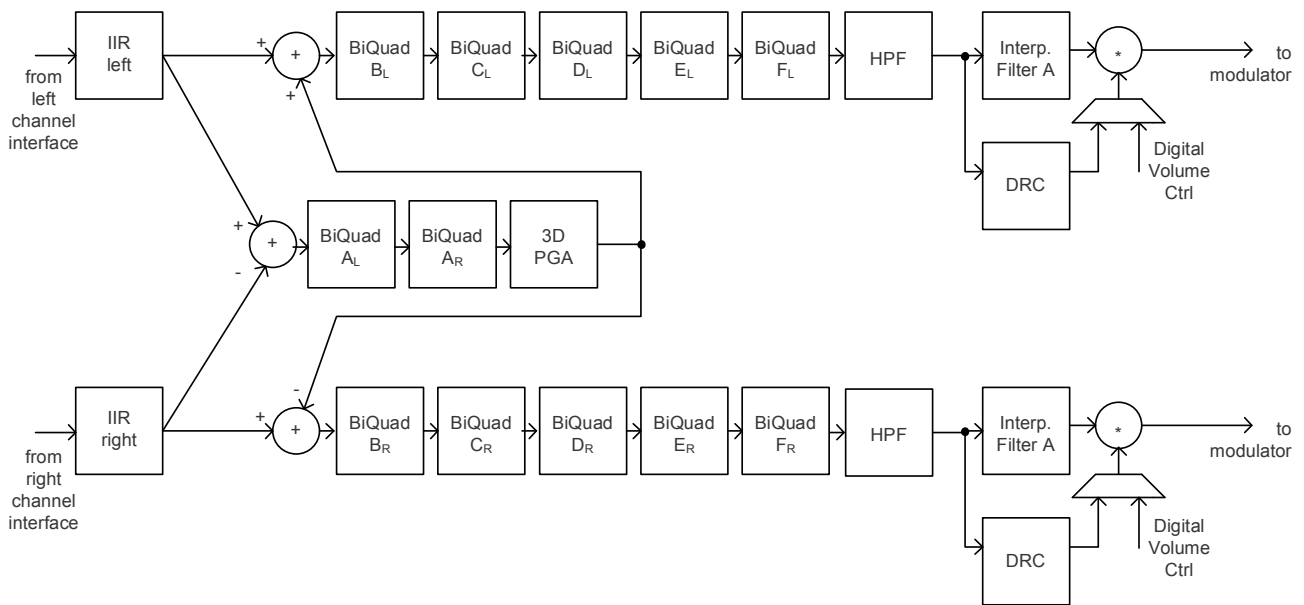 IIR
left
from
left
channel
interface
+
+
+
BiQuad
BL
BiQuad
CL
BiQuad
DL
BiQuad
EL
BiQuad
FL
HPF
Interp.
Filter A
*
to
modulator
DRC
Digital
Volume
Ctrl
+
+
-
BiQuad
AL
BiQuad
AR
3D
PGA
IIR
right
from
right
channel
interface
-
+
+
BiQuad
BR
BiQuad
CR
BiQuad
DR
BiQuad
ER
BiQuad
FR
HPF
Interp.
Filter A
*
to
modulator
DRC
Digital
Volume
Ctrl